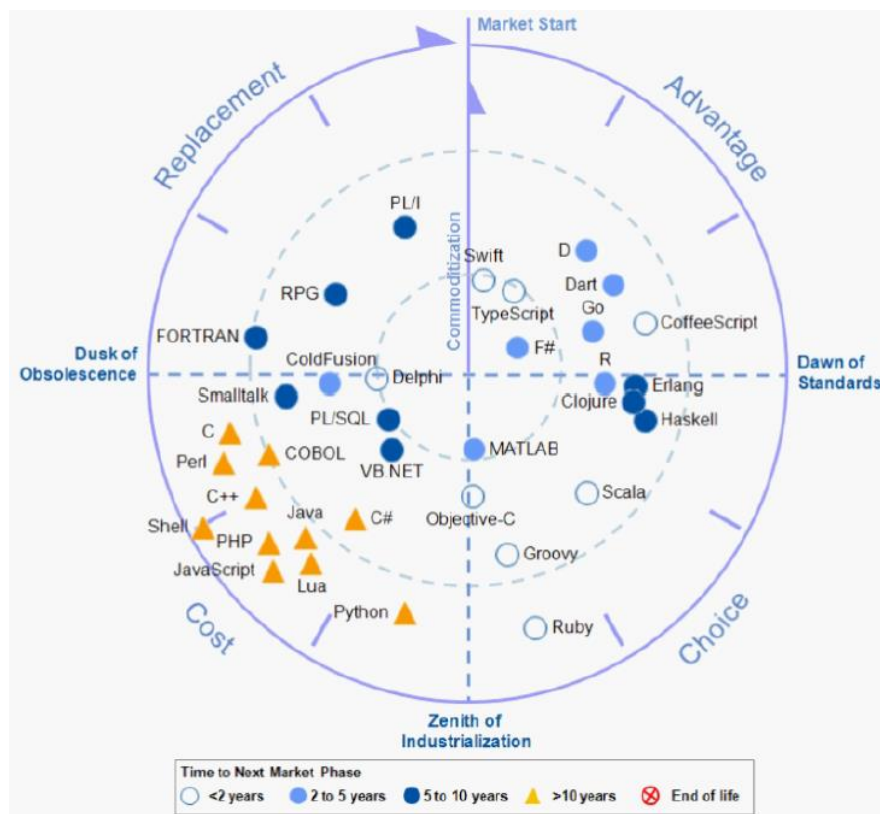 Market Start
Replacement
Advantage
Commoditization
PL/I
Swift
D
RPG
TypeScript
Dart
Go
CoffeeScript
FORTRAN
F#
Dusk of
Obsolescence
ColdFusion
Delphi
R
Dawn of
Standards
Erlang
Smalltalk
Clojure
Haskell
PL/SQL
C
COBOL
VB.NET
MATLAB
Perl
C++
Java
C#
Objective-C
Scala
Shell
PHP
Groovy
JavaScript
Lua
Python
Ruby
Cost
Choice
Zenith of
Industrialization
Time to Next Market Phase
<2 years 2 to 5 years 5 to 10 years >10 years End of life